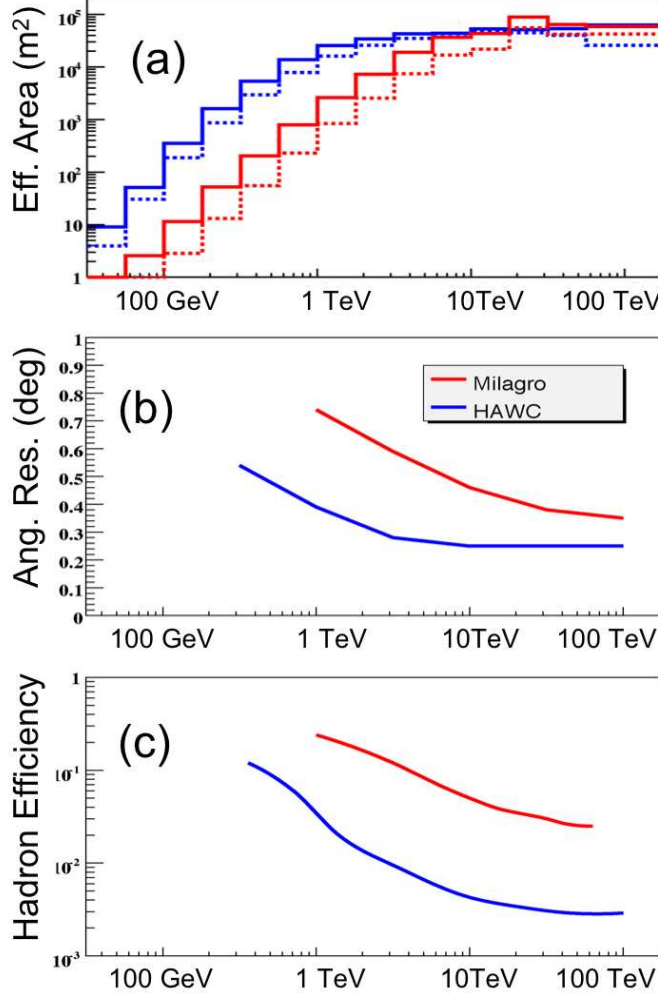 10⁵
10⁴
10³
10²
10
1
Eff. Area (m²)
(a)
100 GeV 1 TeV 10TeV 100 TeV
1
0.9
0.8
0.7
0.6
0.5
0.4
0.3
0.2
0.1
0
Ang. Res. (deg)
(b)
Milagro
HAWC
100 GeV 1 TeV 10TeV 100 TeV
1
10⁻¹
10⁻²
10⁻³
Hadron Efficiency
(c)
100 GeV 1 TeV 10TeV 100 TeV